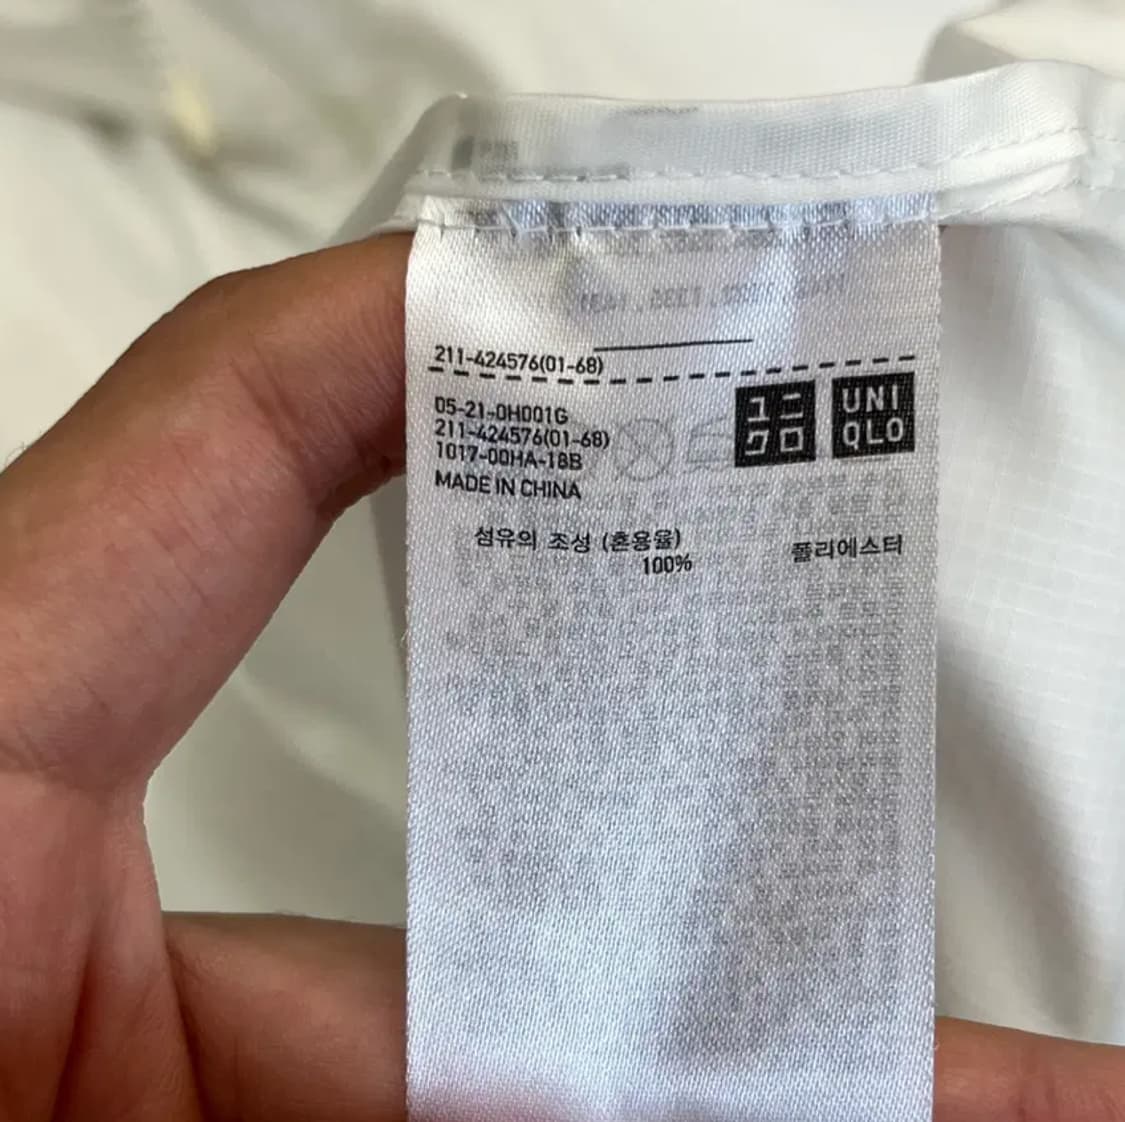 211-424576(01-68)
05-21-0H001G
211-424576(01-68)
1017-00HA-18B
MADE IN CHINA
ユニ
クロ
UNI
QLO
섬유의 조성 (혼용율)
폴리에스터
100%